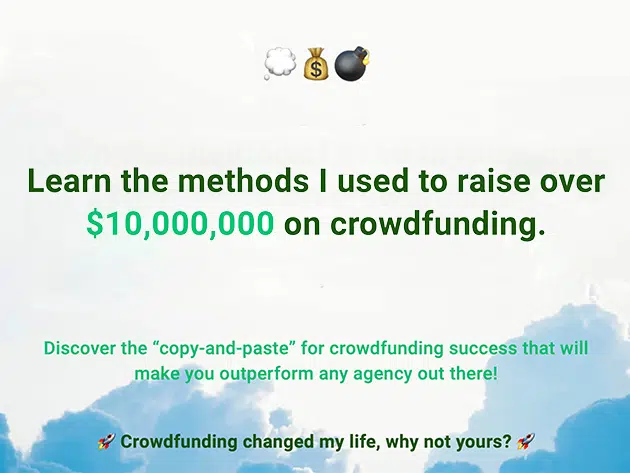 💭💰💣
Learn the methods I used to raise over
$10,000,000 on crowdfunding.
Discover the “copy-and-paste” for crowdfunding success that will
make you outperform any agency out there!
🚀 Crowdfunding changed my life, why not yours? 🚀